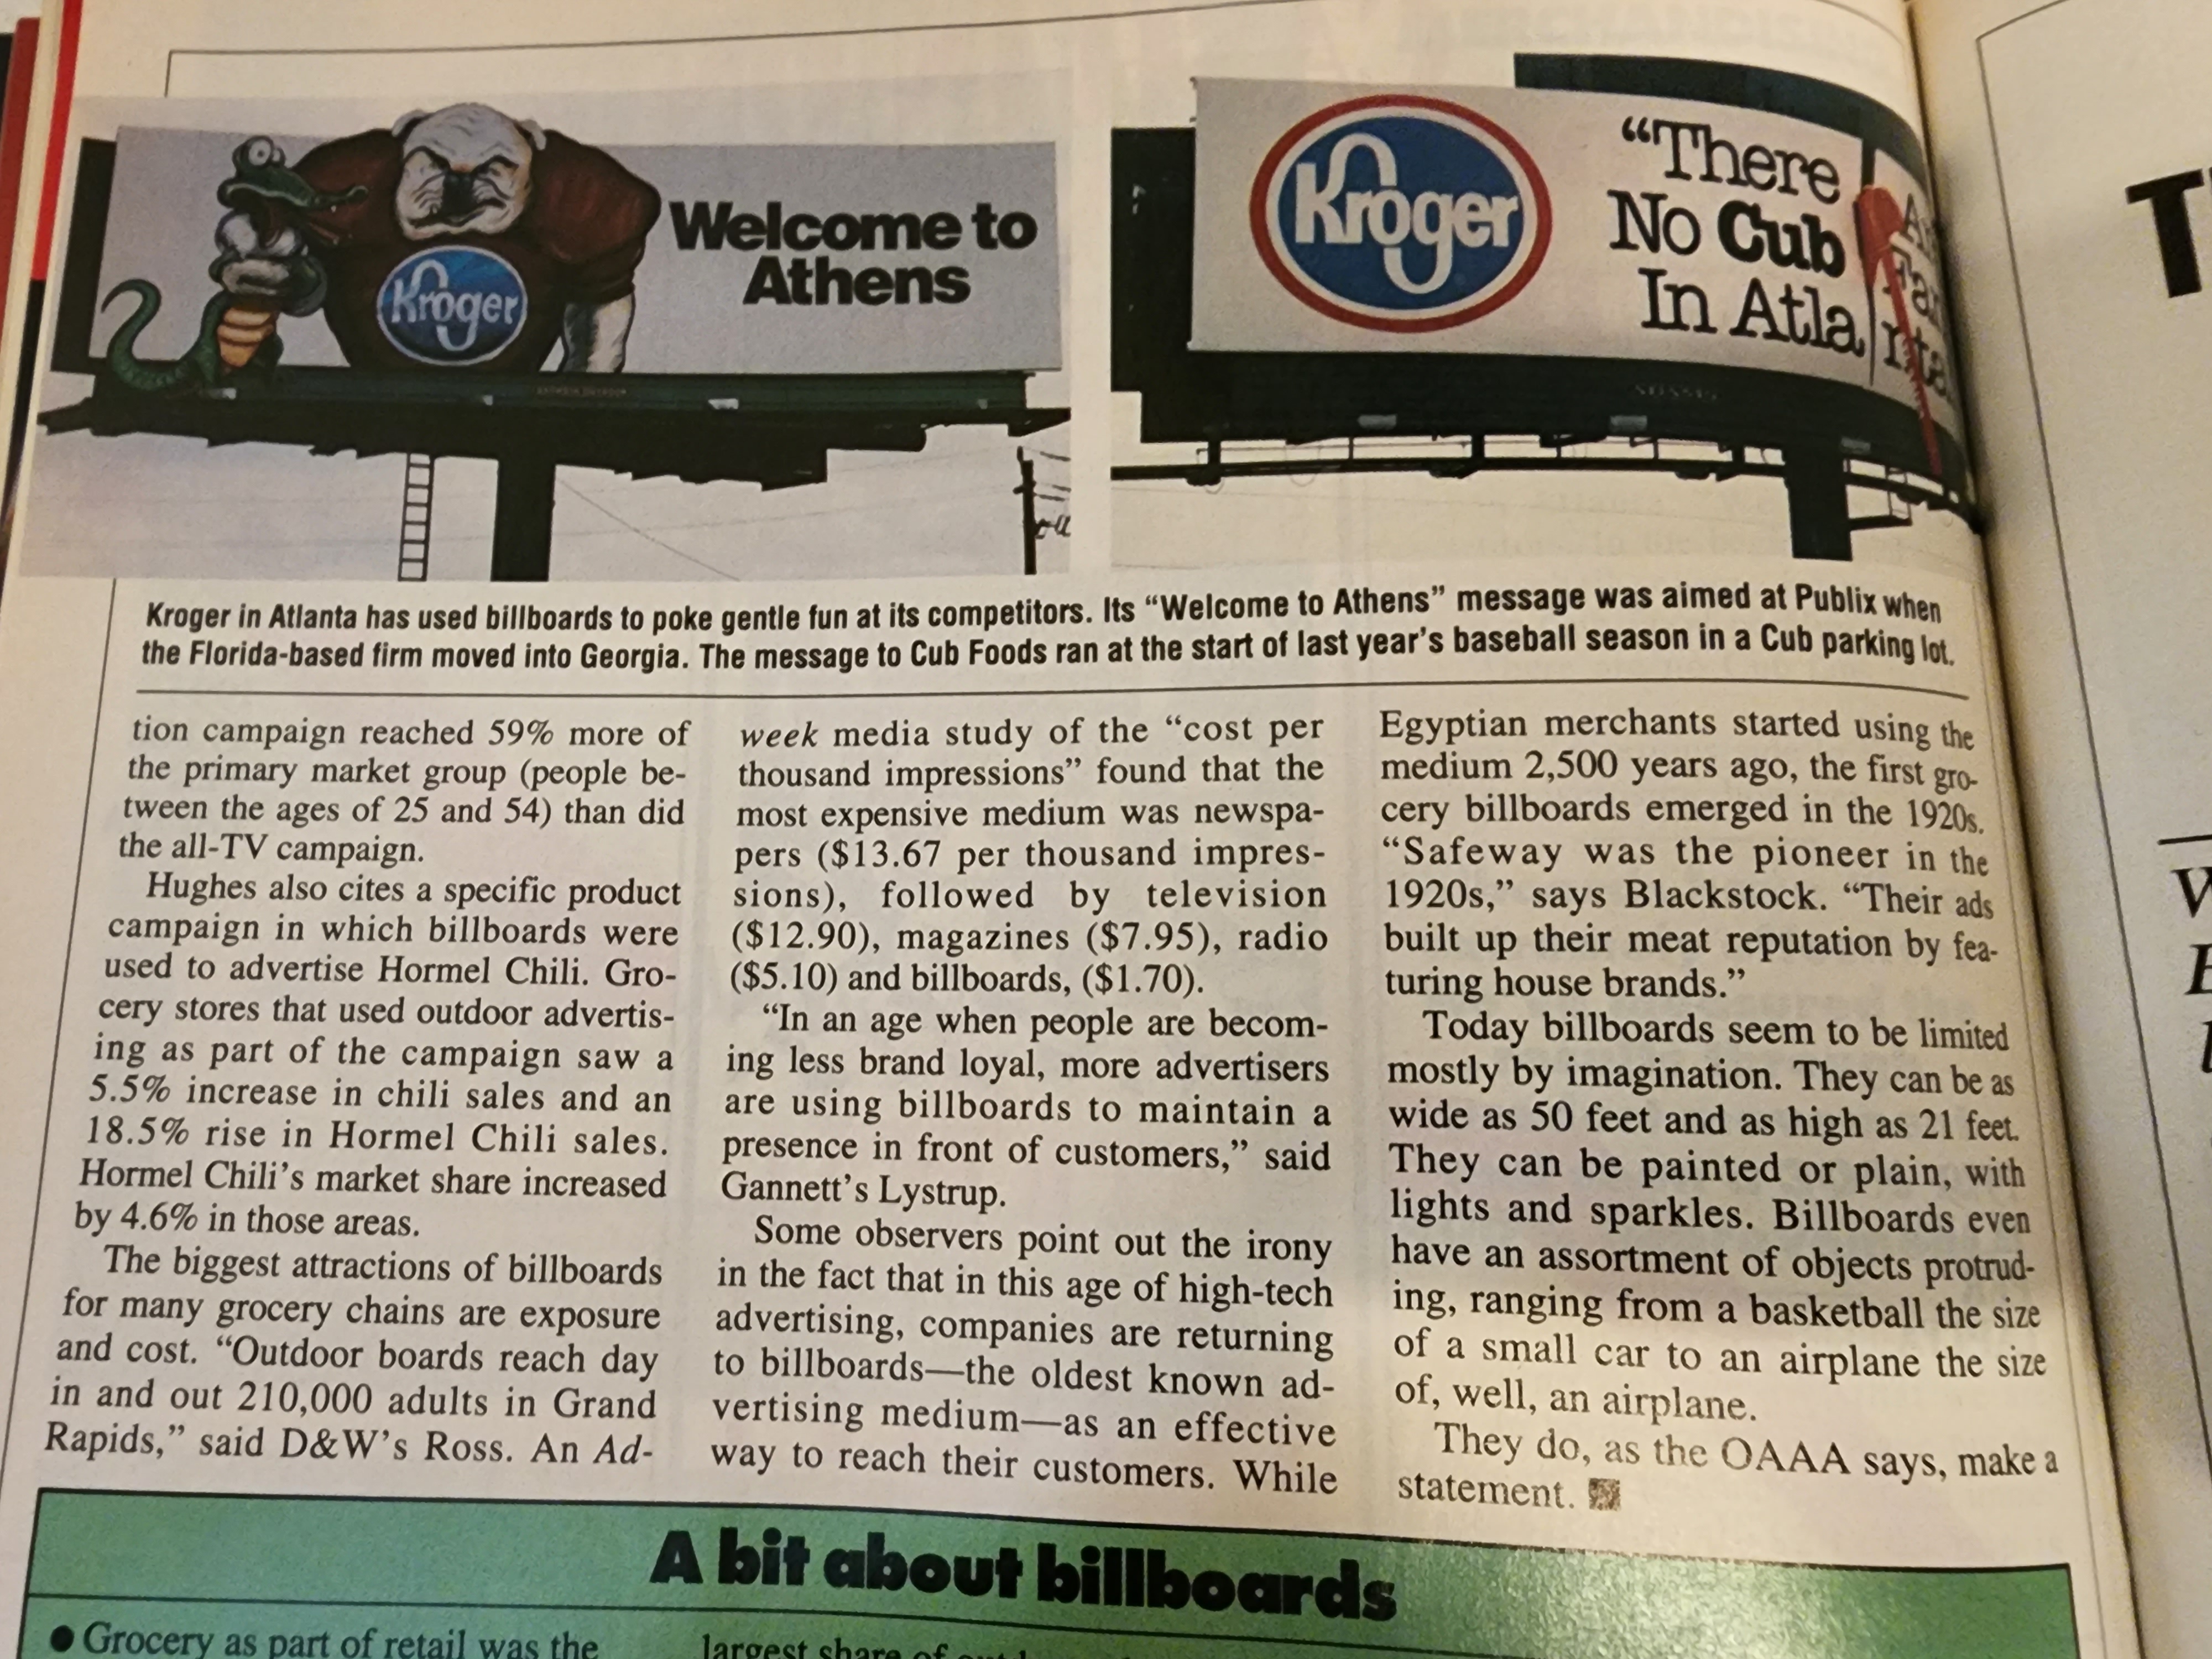 Kroger
Welcome to
Athens
Kroger
“There
No Cub
In Atla
Kroger in Atlanta has used billboards to poke gentle fun at its competitors. Its “Welcome to Athens” message was aimed at Publix when
the Florida-based firm moved into Georgia. The message to Cub Foods ran at the start of last year’s baseball season in a Cub parking lot.
tion campaign reached 59% more of
the primary market group (people be-
tween the ages of 25 and 54) than did
the all-TV campaign.
Hughes also cites a specific product
campaign in which billboards were
used to advertise Hormel Chili. Gro-
cery stores that used outdoor advertis-
ing as part of the campaign saw a
5.5% increase in chili sales and an
18.5% rise in Hormel Chili sales.
Hormel Chili’s market share increased
by 4.6% in those areas.
The biggest attractions of billboards
for many grocery chains are exposure
and cost. “Outdoor boards reach day
in and out 210,000 adults in Grand
Rapids,” said D&W’s Ross. An Ad-
week media study of the “cost per
thousand impressions” found that the
most expensive medium was newspa-
pers ($13.67 per thousand impres-
sions), followed by television
($12.90), magazines ($7.95), radio
($5.10) and billboards, ($1.70).
“In an age when people are becom-
ing less brand loyal, more advertisers
are using billboards to maintain a
presence in front of customers,” said
Gannett’s Lystrup.
Some observers point out the irony
in the fact that in this age of high-tech
advertising, companies are returning
to billboards—the oldest known ad-
vertising medium—as an effective
way to reach their customers. While
Egyptian merchants started using the
medium 2,500 years ago, the first gro-
cery billboards emerged in the 1920s.
“Safeway was the pioneer in the
1920s,” says Blackstock. “Their ads
built up their meat reputation by fea-
turing house brands.”
Today billboards seem to be limited
mostly by imagination. They can be as
wide as 50 feet and as high as 21 feet.
They can be painted or plain, with
lights and sparkles. Billboards even
have an assortment of objects protrud-
ing, ranging from a basketball the size
of a small car to an airplane the size
of, well, an airplane.
They do, as the OAAA says, make a
statement.
A bit about billboards
● Grocery as part of retail was the
largest share of